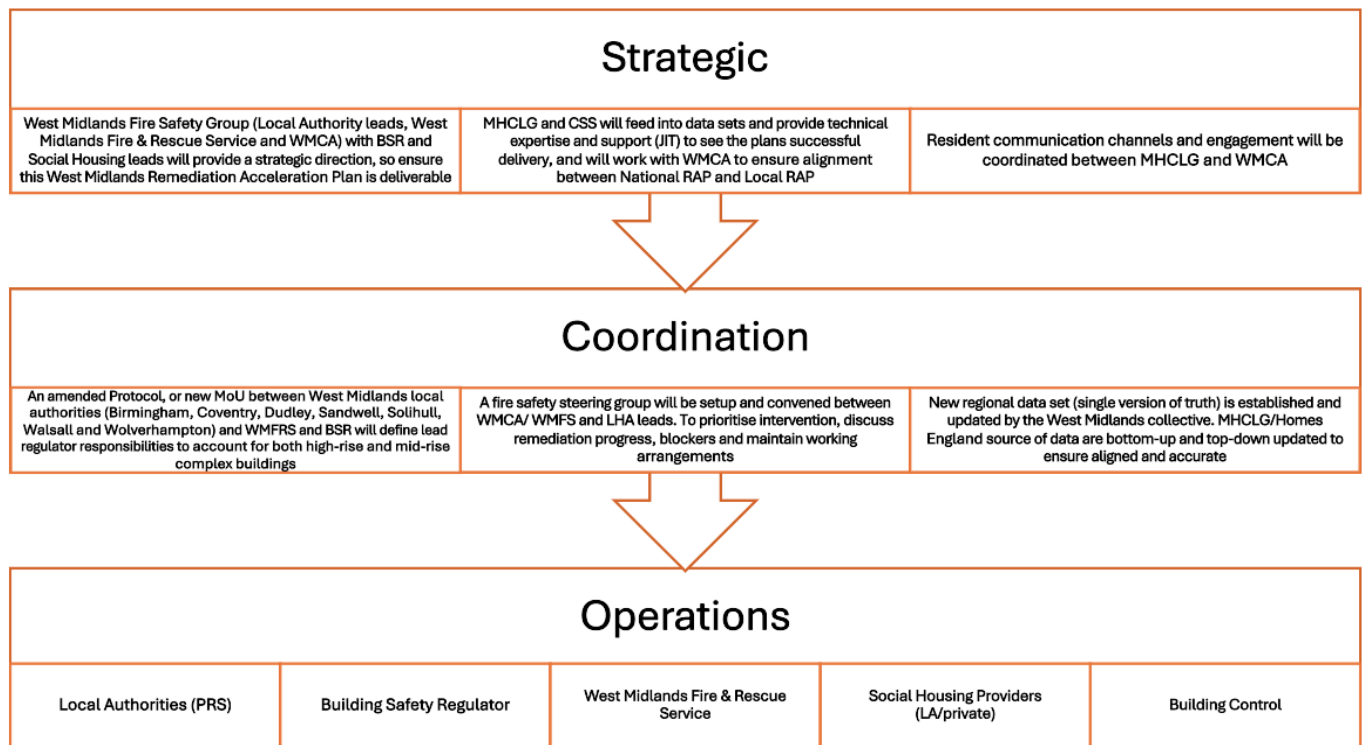 Strategic
West Midlands Fire Safety Group (Local Authority leads, West
Midlands Fire & Rescue Service and WMCA) with BSR and
Social Housing leads will provide a strategic direction, so ensure
this West Midlands Remediation Acceleration Plan is deliverable
MHCLG and CSS will feed into data sets and provide technical
expertise and support (JIT) to see the plans successful
delivery, and will work with WMCA to ensure alignment
between National RAP and Local RAP
Resident communication channels and engagement will be
coordinated between MHCLG and WMCA
Coordination
An amended Protocol, or new MoU between West Midlands local
authorities (Birmingham, Coventry, Dudley, Sandwell, Solihull,
Walsall and Wolverhampton) and WMFRS and BSR will define lead
regulator responsibilities to account for both high-rise and mid-rise
complex buildings
A fire safety steering group will be setup and convened between
WMCA/ WMFS and LHA leads. To prioritise intervention, discuss
remediation progress, blockers and maintain working
arrangements
New regional data set (single version of truth) is established and
updated by the West Midlands collective. MHCLG/Homes
England source of data are bottom-up and top-down updated to
ensure aligned and accurate
Operations
Local Authorities (PRS)
Building Safety Regulator
West Midlands Fire & Rescue
Service
Social Housing Providers
(LA/private)
Building Control